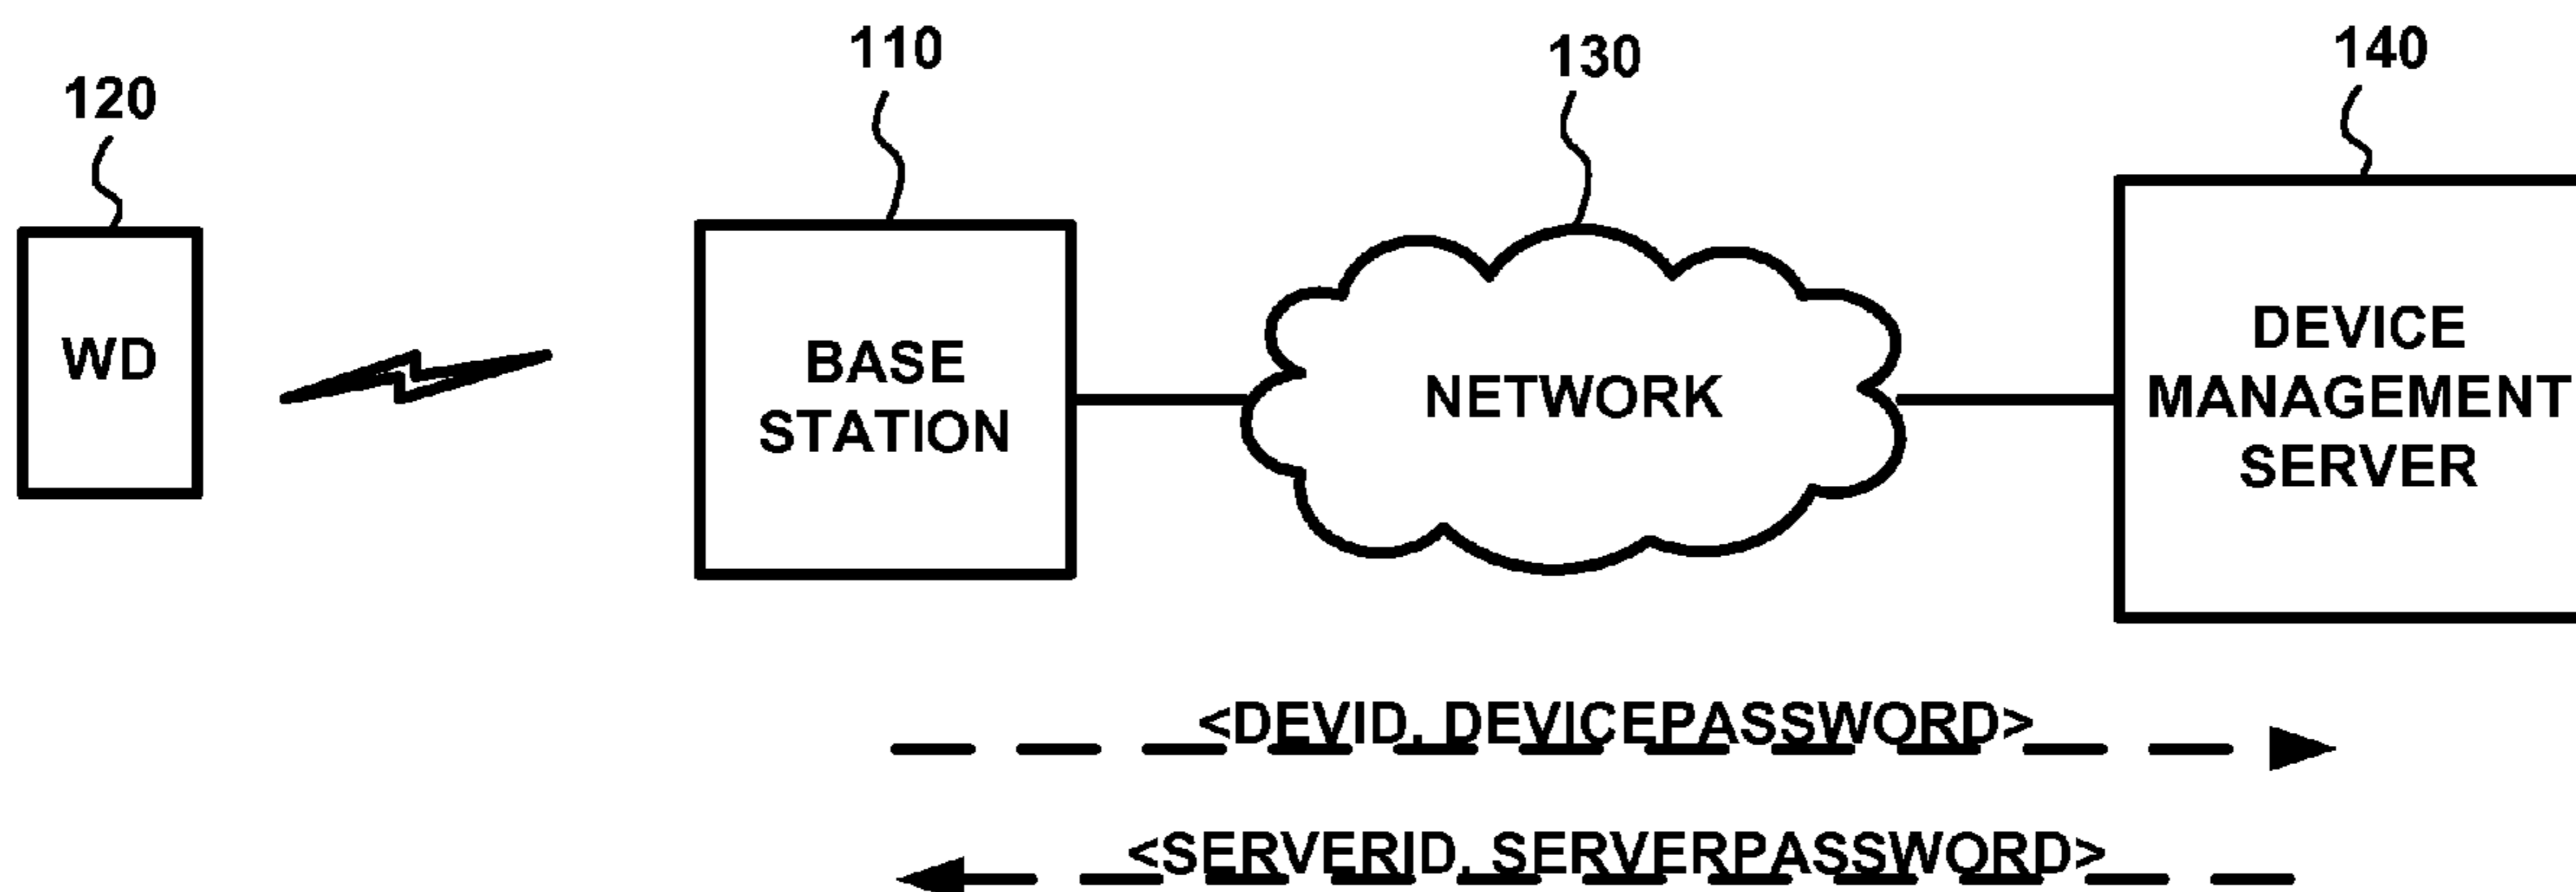 120
110
130
140
WD
BASE
STATION
NETWORK
DEVICE
MANAGEMENT
SERVER
<DEVID, DEVICEPASSWORD>
<SERVERID, SERVERPASSWORD>